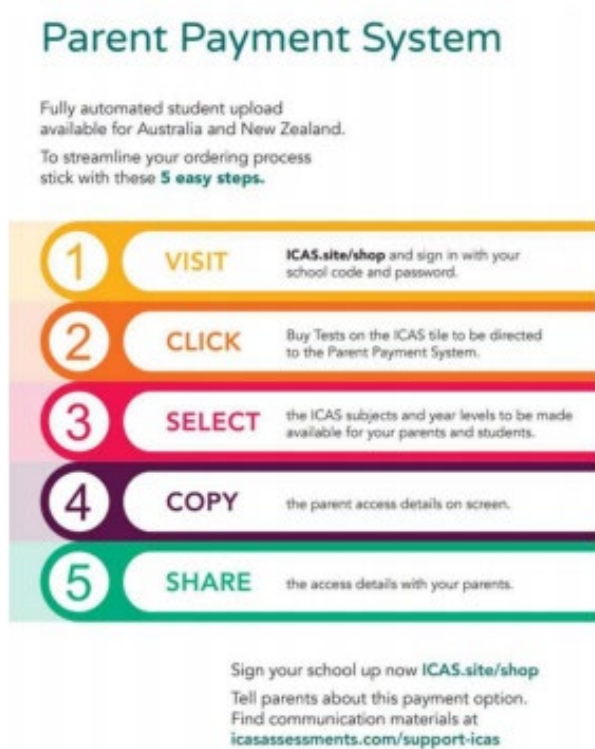 Parent Payment System
Fully automated student upload
available for Australia and New Zealand.
To streamline your ordering process
stick with these 5 easy steps.
1 VISIT ICAS.site/shop and sign in with your
school code and password.
2 CLICK Buy Tests on the ICAS tile to be directed
to the Parent Payment System.
3 SELECT the ICAS subjects and year levels to be made
available for your parents and students.
4 COPY the parent access details on screen.
5 SHARE the access details with your parents.
Sign your school up now ICAS.site/shop
Tell parents about this payment option.
Find communication materials at
icasassessments.com/support-icas